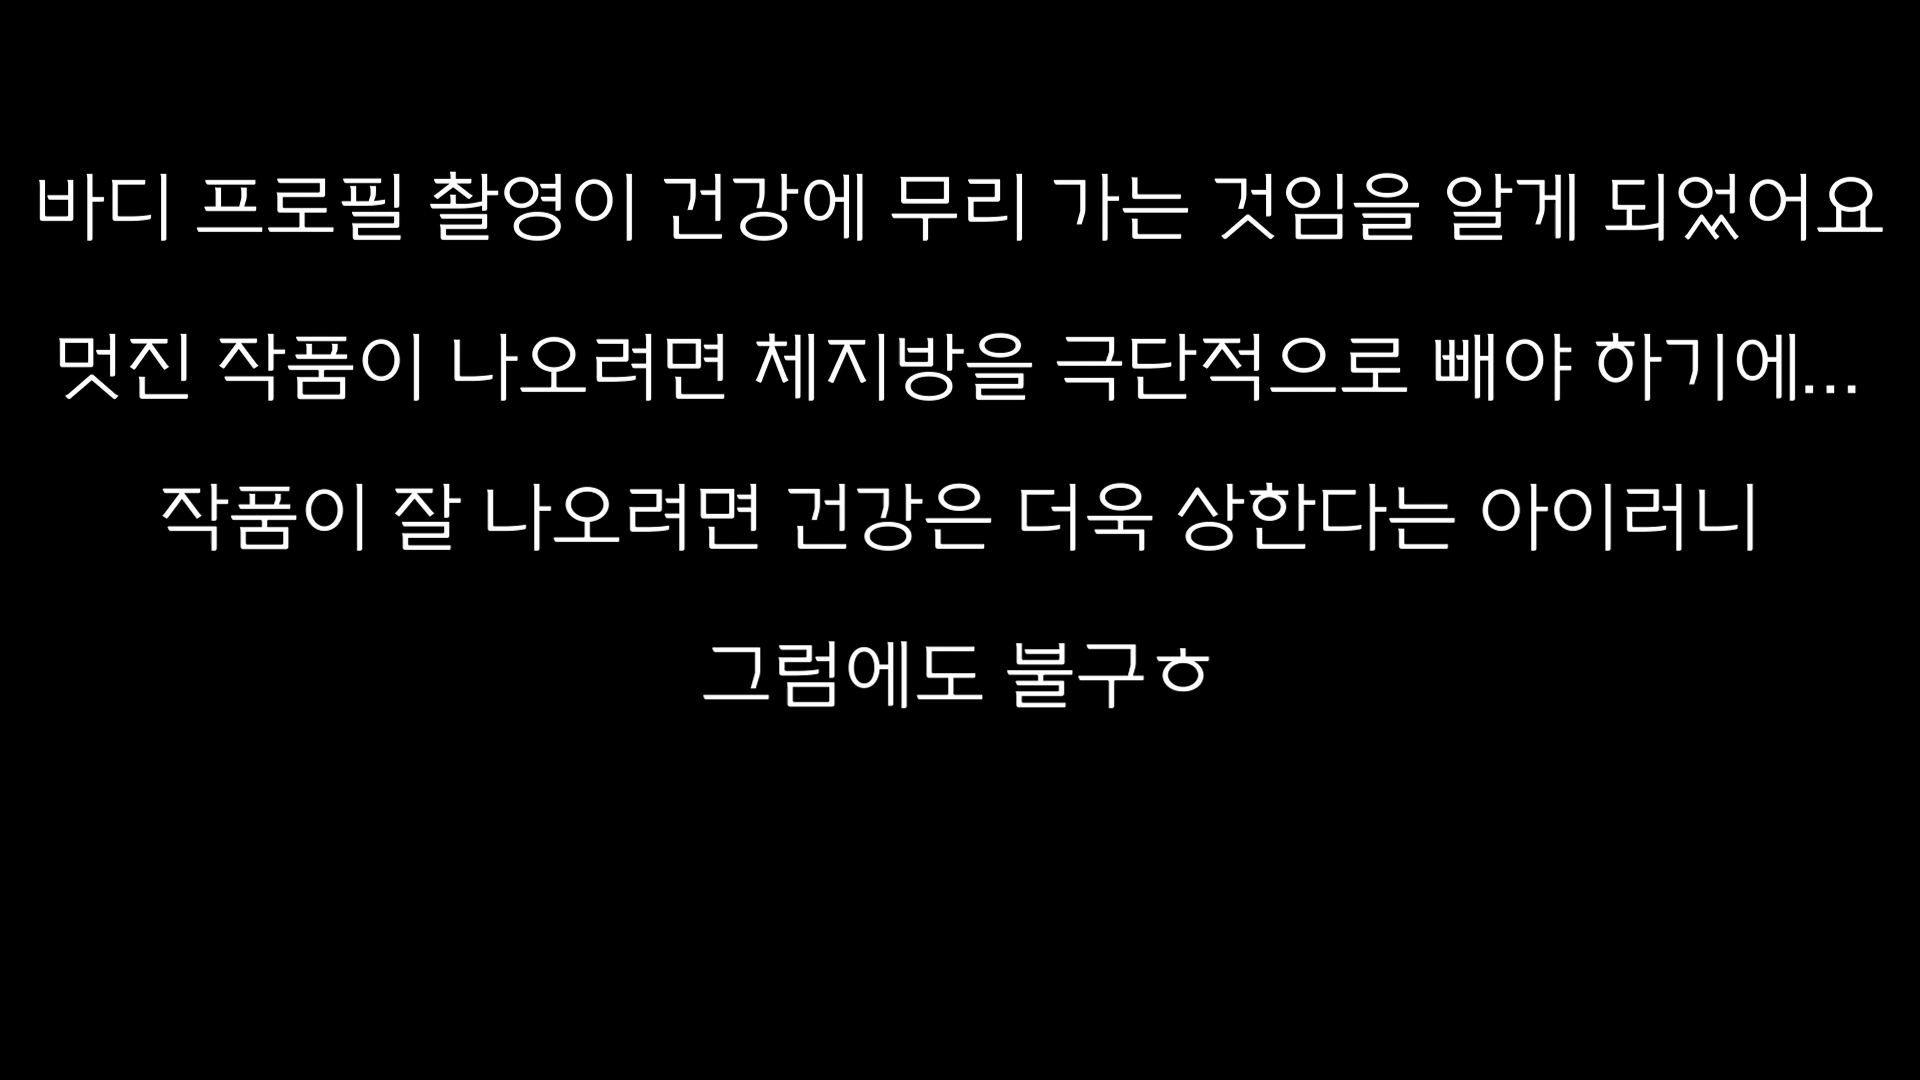 바디 프로필 촬영이 건강에 무리 가는 것임을 알게 되었어요
멋진 작품이 나오려면 체지방을 극단적으로 빼야 하기에...
작품이 잘 나오려면 건강은 더욱 상한다는 아이러니
그럼에도 불구ㅎ